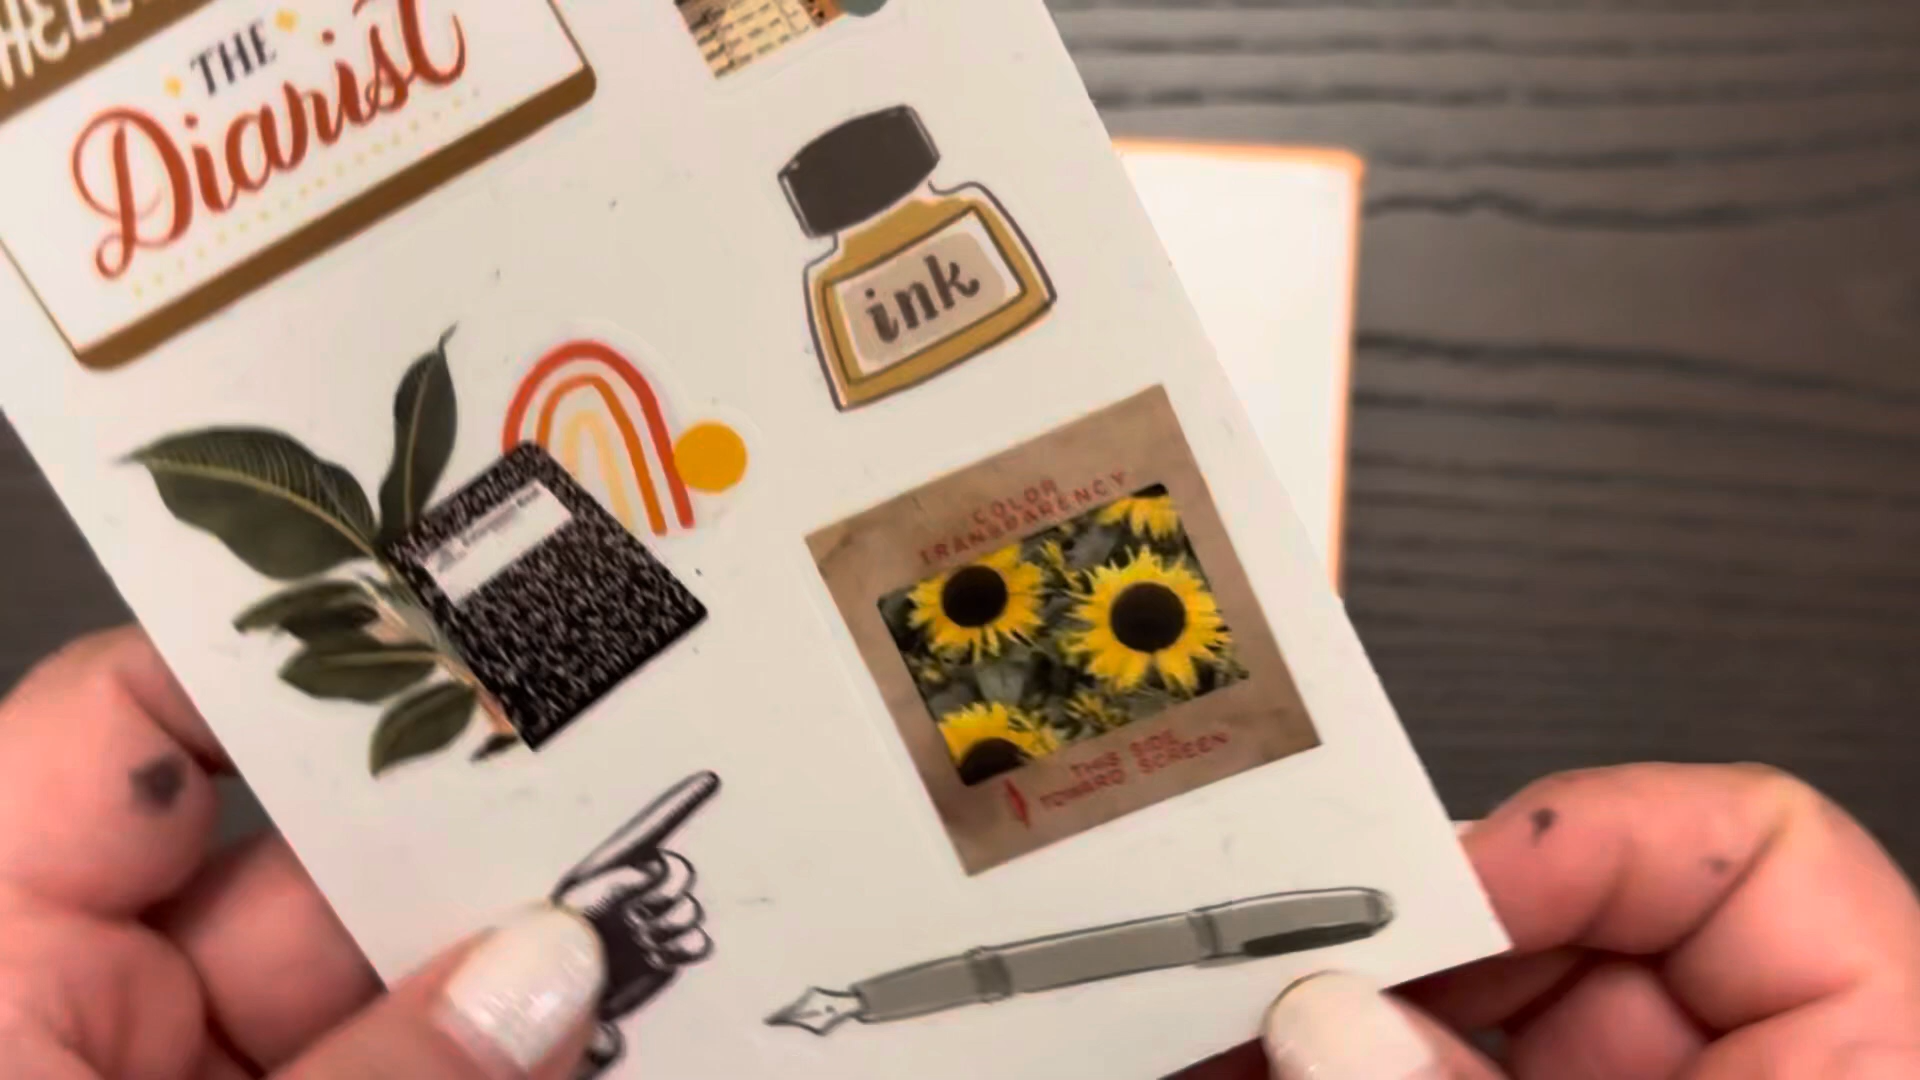 THE
Diarist
ink
COLOR
TRANSPARENCY
THIS SIDE
TOWARD SCREEN